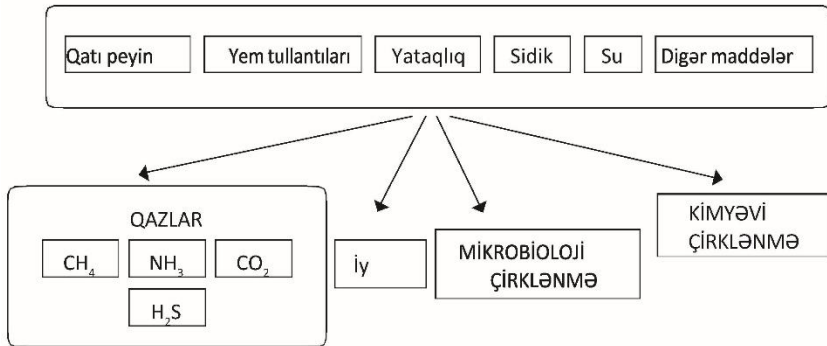 Qatı peyin Yem tullantıları Yataqlıq Sidik Su Digər maddələr
QAZLAR
CH₄ NH₃ CO₂
H₂S
İy
MİKROBİOLOJİ
ÇİRKLƏNMƏ
KİMYƏVİ
ÇİRKLƏNMƏ